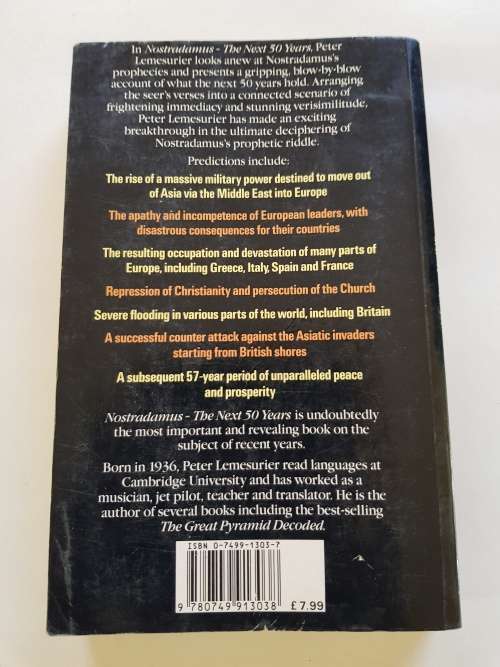 In Nostradamus - The Next 50 Years, Peter
Lemesurier looks anew at Nostradamus's
prophecies and presents a gripping, blow-by-blow
account of what the next 50 years hold. Arranging
the seer's verses into a connected scenario of
frightening immediacy and stunning verisimilitude,
Peter Lemesurier has made an exciting
breakthrough in the ultimate deciphering of
Nostradamus's prophetic riddle.
Predictions include:
The rise of a massive military power destined to move out
of Asia via the Middle East into Europe
The apathy and incompetence of European leaders, with
disastrous consequences for their countries
The resulting occupation and devastation of many parts of
Europe, including Greece, Italy, Spain and France
Repression of Christianity and persecution of the Church
Severe flooding in various parts of the world, including Britain
A successful counter attack against the Asiatic invaders
starting from British shores
A subsequent 57-year period of unparalleled peace
and prosperity
Nostradamus - The Next 50 Years is undoubtedly
the most important and revealing book on the
subject of recent years.
Born in 1936, Peter Lemesurier read languages at
Cambridge University and has worked as a
musician, jet pilot, teacher and translator. He is the
author of several books including the best-selling
The Great Pyramid Decoded.
ISBN 0-7499-1303-7
9 780749 913038
£7.99